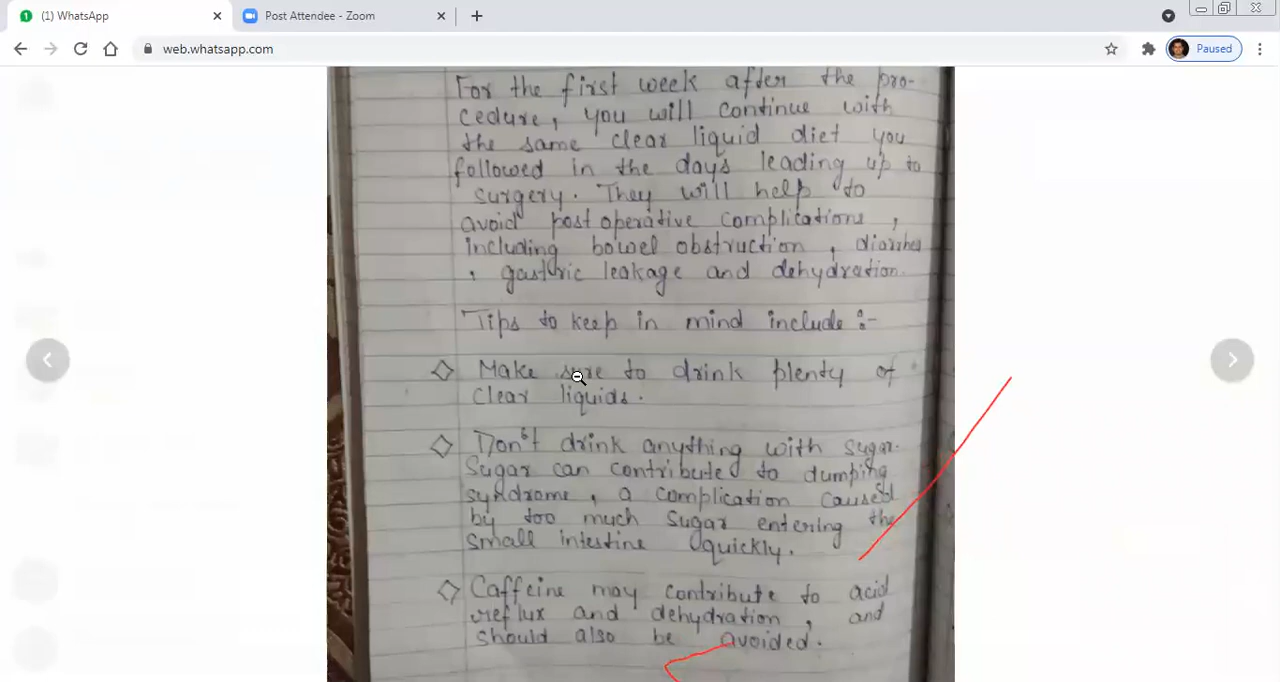 (1) WhatsApp
Post Attendee - Zoom
web.whatsapp.com
Paused
For the first week after the pro-
cedure, you will continue with
the same clear liquid diet you
followed in the days leading up to
surgery. They will help to
avoid post operative complications,
including bowel obstruction, diarrhea
, gastric leakage and dehydration.
Tips to keep in mind include :-
Make sure to drink plenty of
clear liquids.
Don't drink anything with sugar.
Sugar can contributed to dumping
syndrome, a complication caused
by too much sugar entering the
small intestine quickly.
Caffeine may contribute to acid
reflux and dehydration, and
should also be avoided.